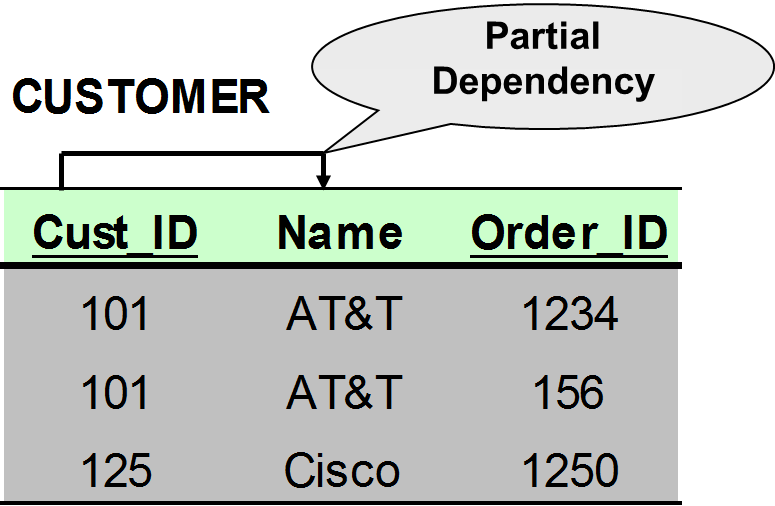 Partial
Dependency
CUSTOMER
Cust_ID Name Order_ID
101 AT&T 1234
101 AT&T 156
125 Cisco 1250